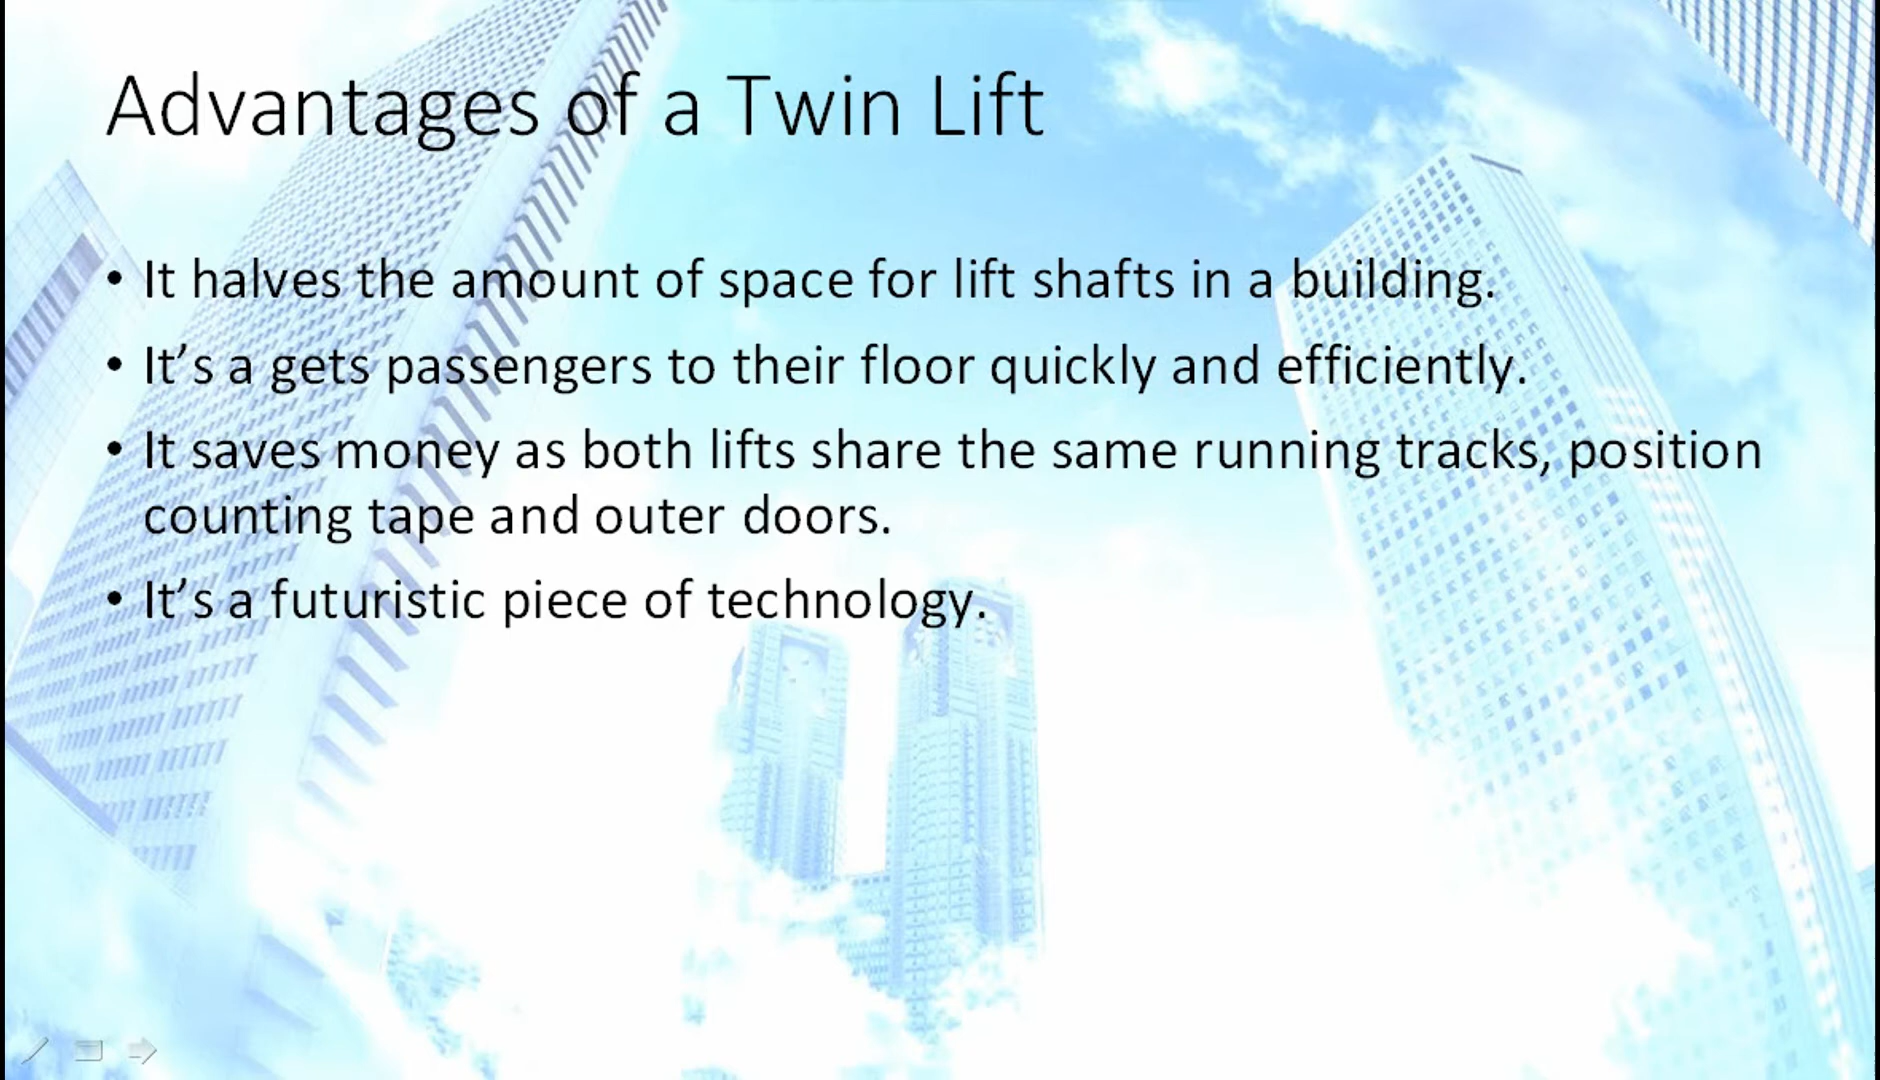 Advantages of a Twin Lift
• It halves the amount of space for lift shafts in a building.
• It’s a gets passengers to their floor quickly and efficiently.
• It saves money as both lifts share the same running tracks, position
counting tape and outer doors.
• It’s a futuristic piece of technology.